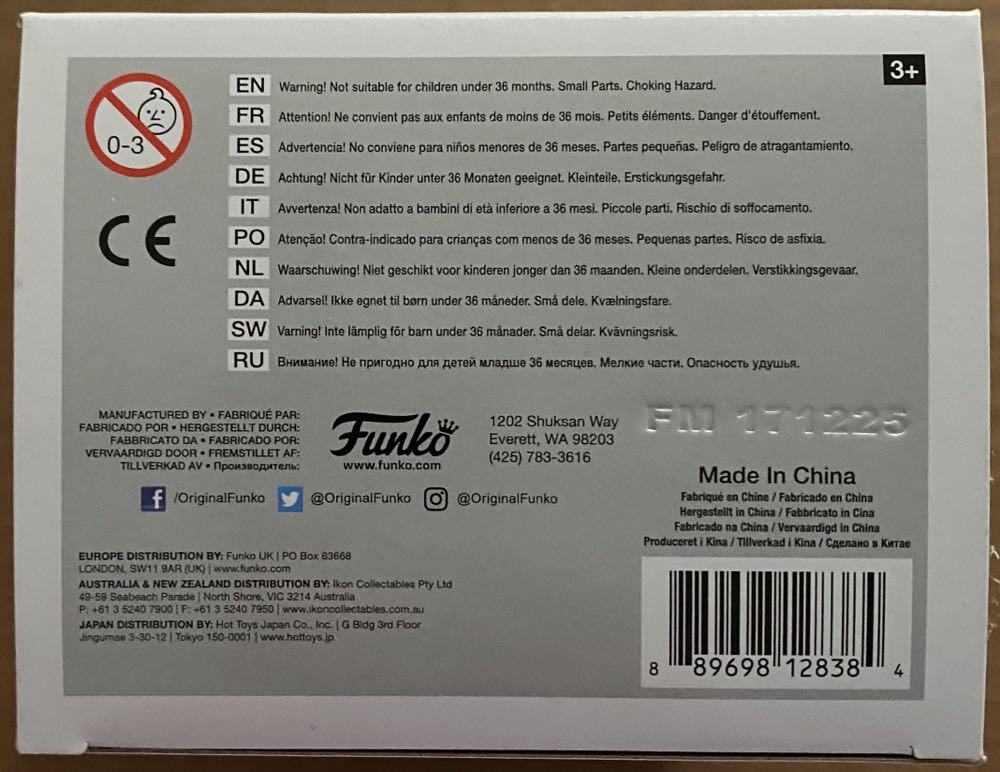 3+
0-3
EN Warning! Not suitable for children under 36 months. Small Parts. Choking Hazard.
FR Attention! Ne convient pas aux enfants de moins de 36 mois. Petits éléments. Danger d'étouffement.
ES Advertencia! No conviene para niños menores de 36 meses. Partes pequeñas. Peligro de atragantamiento.
DE Achtung! Nicht für Kinder unter 36 Monaten geeignet. Kleinteile. Erstickungsgefahr.
IT Avvertenza! Non adatto a bambini di età inferiore a 36 mesi. Piccole parti. Rischio di soffocamento.
PO Atenção! Contra-indicado para crianças com menos de 36 meses. Pequenas partes. Risco de asfixia.
NL Waarschuwing! Niet geschikt voor kinderen jonger dan 36 maanden. Kleine onderdelen. Verstikkingsgevaar.
DA Advarsel! Ikke egnet til børn under 36 måneder. Små dele. Kvælningsfare.
SW Varning! Inte lämplig för barn under 36 månader. Små delar. Kvävningsrisk.
RU Внимание! Не пригодно для детей младше 36 месяцев. Мелкие части. Опасность удушья.
CE
MANUFACTURED BY • FABRIQUÉ PAR:
FABRICADO POR • HERGESTELLT DURCH:
FABBRICATO DA • FABRICADO POR:
VERVAARDIGD DOOR • FREMSTILLET AF:
TILLVERKAD AV • Производитель:
Funko
www.funko.com
1202 Shuksan Way
Everett, WA 98203
(425) 783-3616
FM 171225
/OriginalFunko @OriginalFunko @OriginalFunko
Made In China
Fabriqué en Chine / Fabricado en China
Hergestellt in China / Fabbricato in Cina
Fabricado na China / Vervaardigd in China
Produceret i Kina / Tillverkad i Kina / Сделано в Китае
EUROPE DISTRIBUTION BY: Funko UK | PO Box 63668
LONDON, SW11 9AR (UK) | www.funko.com
AUSTRALIA & NEW ZEALAND DISTRIBUTION BY: Ikon Collectables Pty Ltd
49-59 Seabeach Parade | North Shore, VIC 3214 Australia
P: +61 3 5240 7900 | F: +61 3 5240 7950 | www.ikoncollectables.com.au
JAPAN DISTRIBUTION BY: Hot Toys Japan Co., Inc. | G Bldg 3rd Floor
Jingumae 3-30-12 | Tokyo 150-0001 | www.hottoys.jp
8 89698 12838 4